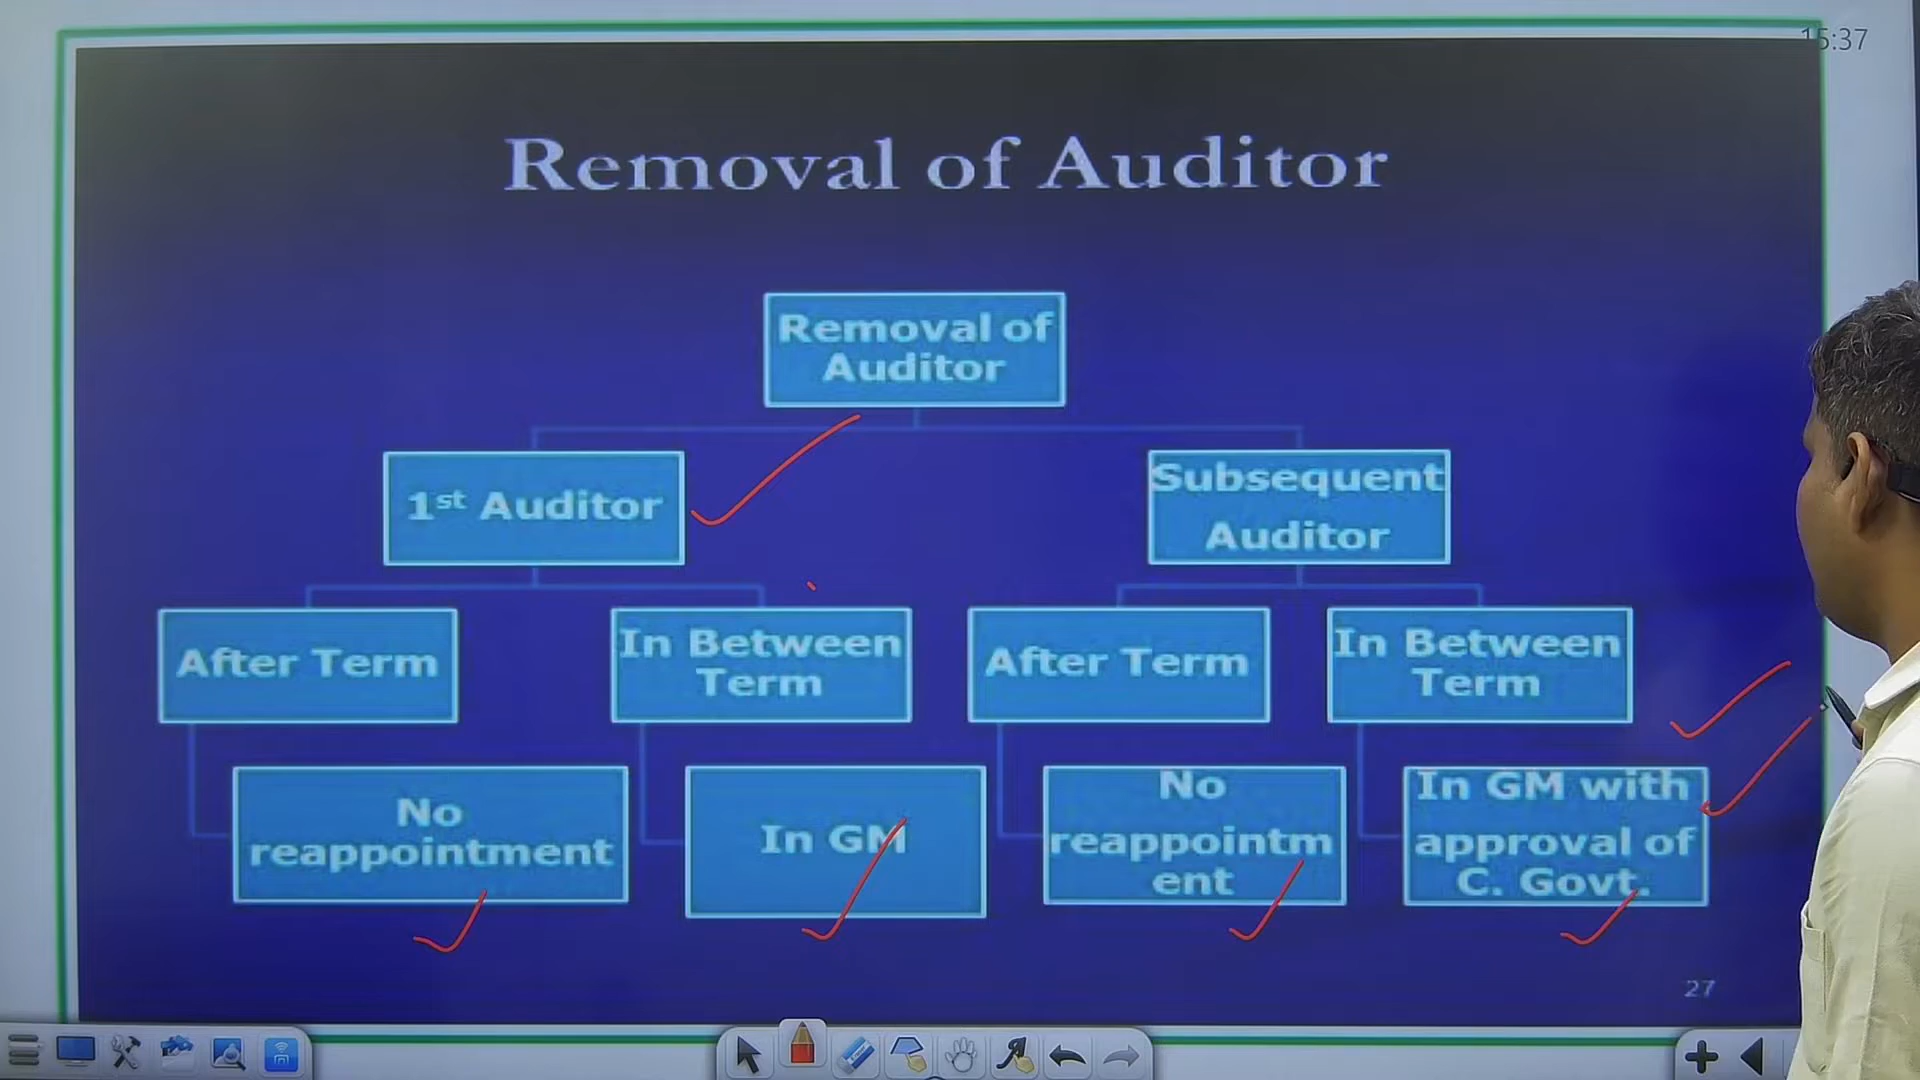 15:37
Removal of Auditor
Removal of
Auditor
1st Auditor
Subsequent
Auditor
After Term
In Between
Term
After Term
In Between
Term
No
reappointment
In GM
No
reappointm
ent
In GM with
approval of
C. Govt.
27